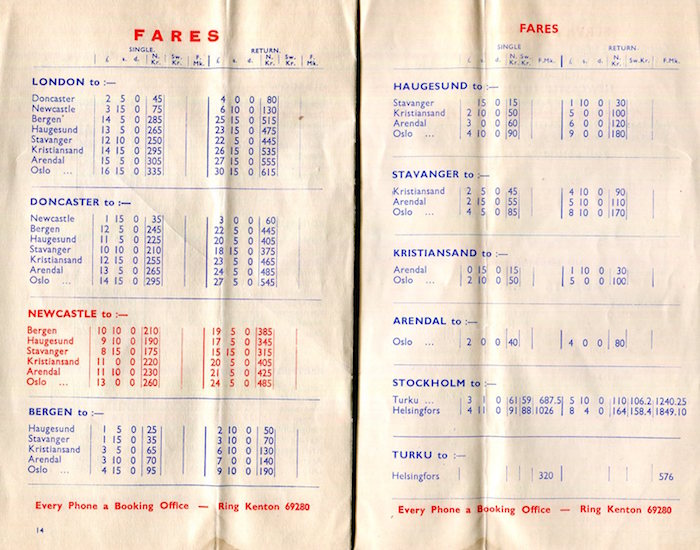 FARES
SINGLE. RETURN.
£ s. d. N. Kr. Sw. Kr. F. Mk. £ s. d. N. Kr. Sw. Kr. F. Mk.
LONDON to :—
Doncaster 2 5 0 45 4 0 0 80
Newcastle 3 15 0 75 6 10 0 130
Bergen 14 5 0 285 25 15 0 515
Haugesund 13 5 0 265 23 15 0 475
Stavanger 12 10 0 250 22 5 0 445
Kristiansand 14 15 0 295 26 15 0 535
Arendal 15 5 0 305 27 15 0 555
Oslo ... 16 15 0 335 30 15 0 615
DONCASTER to :—
Newcastle 1 15 0 35 3 0 0 60
Bergen 12 5 0 245 22 5 0 445
Haugesund 11 5 0 225 20 5 0 405
Stavanger 10 10 0 210 18 15 0 375
Kristiansand 12 15 0 255 23 5 0 465
Arendal 13 5 0 265 24 5 0 485
Oslo ... 14 15 0 295 27 5 0 545
NEWCASTLE to :—
Bergen 10 10 0 210 19 5 0 385
Haugesund 9 10 0 190 17 5 0 345
Stavanger 8 15 0 175 15 15 0 315
Kristiansand 11 0 0 220 20 5 0 405
Arendal 11 10 0 230 21 5 0 425
Oslo ... 13 0 0 260 24 5 0 485
BERGEN to :—
Haugesund 1 5 0 25 2 10 0 50
Stavanger 1 15 0 35 3 10 0 70
Kristiansand 3 5 0 65 6 10 0 130
Arendal 3 10 0 70 7 0 0 140
Oslo ... 4 15 0 95 9 10 0 190
Every Phone a Booking Office — Ring Kenton 69280
14
FARES
SINGLE RETURN.
£ s. d. N. Kr. Sw. Kr. F.Mk. £ s. d. N. Kr. Sw.Kr. F.Mk.
HAUGESUND to :—
Stavanger 15 0 15 1 10 0 30
Kristiansand 2 10 0 50 5 0 0 100
Arendal 3 0 0 60 6 0 0 120
Oslo ... 4 10 0 90 9 0 0 180
STAVANGER to :—
Kristiansand 2 5 0 45 4 10 0 90
Arendal 2 15 0 55 5 10 0 110
Oslo ... 4 5 0 85 8 10 0 170
KRISTIANSAND to :—
Arendal 0 15 0 15 1 10 0 30
Oslo ... 2 10 0 50 5 0 0 100
ARENDAL to :—
Oslo ... 2 0 0 40 4 0 0 80
STOCKHOLM to :—
Turku ... 3 1 0 61 59 687.5 5 10 0 110 106.2 1240.25
Helsingfors 4 11 0 91 88 1026 8 4 0 164 158.4 1849.10
TURKU to :—
Helsingfors 320 576
Every Phone a Booking Office — Ring Kenton 69280